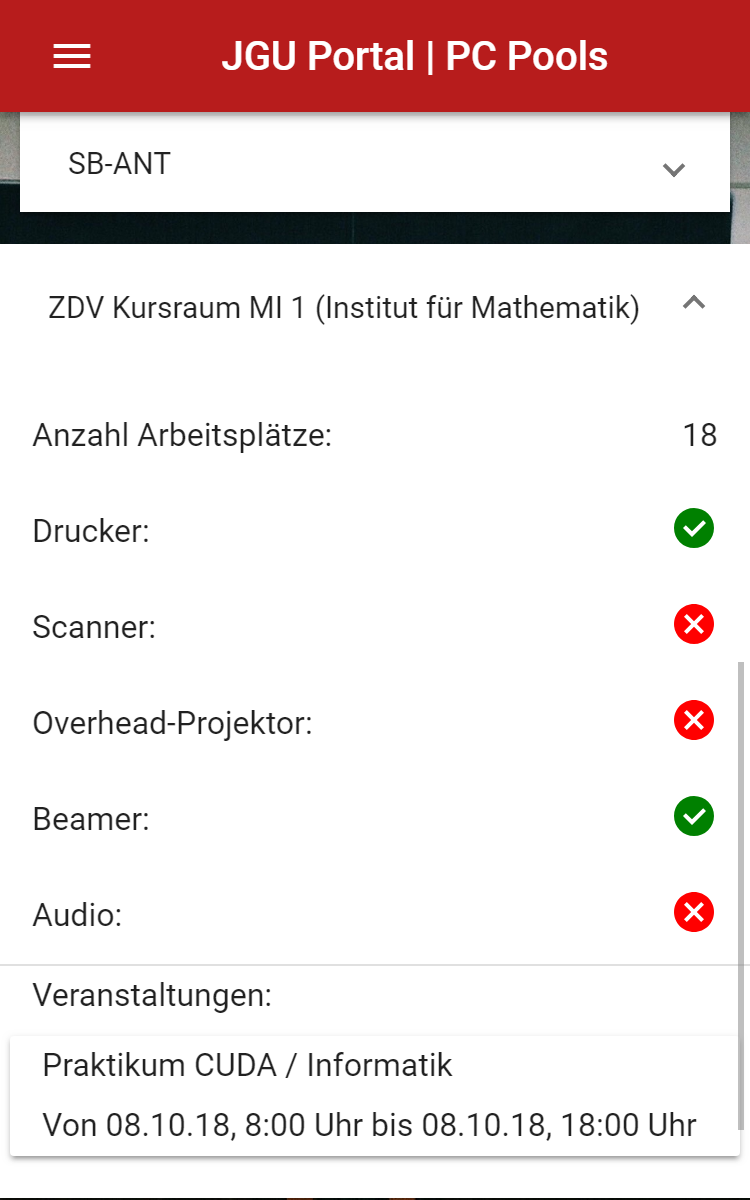 JGU Portal | PC Pools
SB-ANT
ZDV Kursraum MI 1 (Institut für Mathematik)
Anzahl Arbeitsplätze: 18
Drucker:
Scanner:
Overhead-Projektor:
Beamer:
Audio:
Veranstaltungen:
Praktikum CUDA / Informatik
Von 08.10.18, 8:00 Uhr bis 08.10.18, 18:00 Uhr